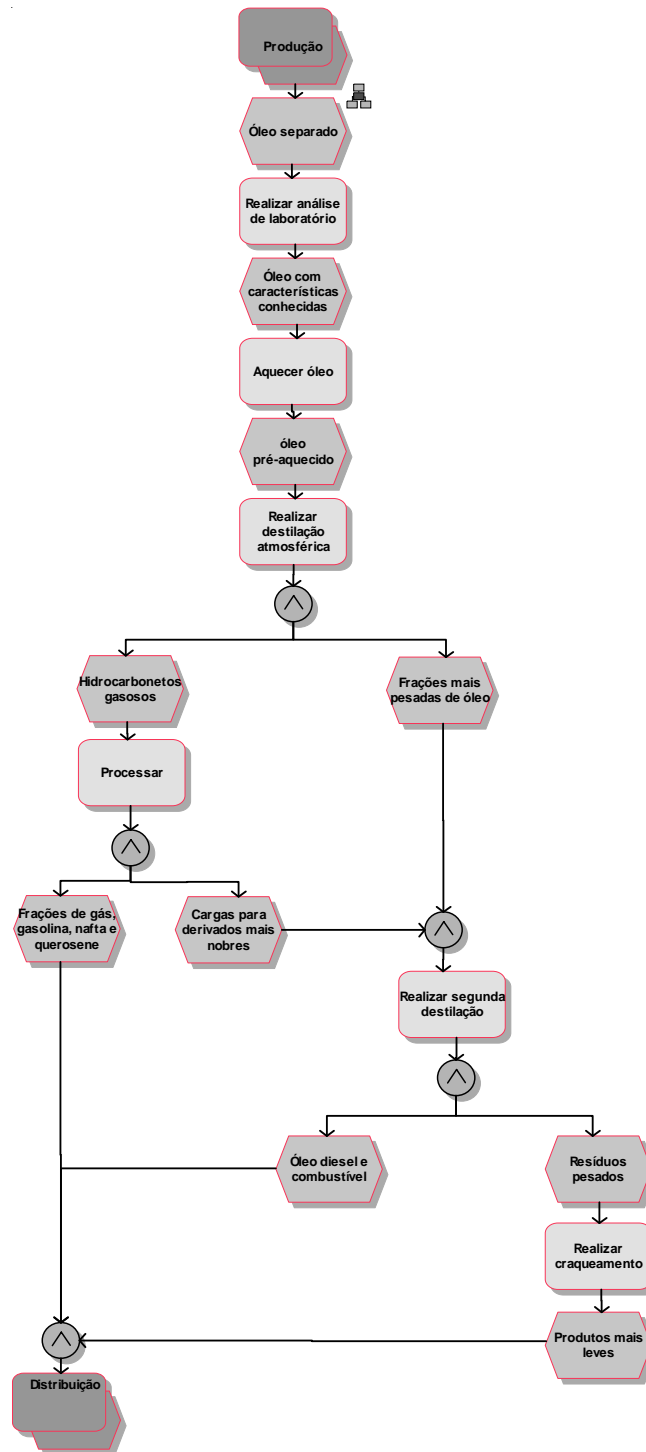 Produção
Óleo separado
Realizar análise
de laboratório
Óleo com
características
conhecidas
Aquecer óleo
óleo
pré-aquecido
Realizar
destilação
atmosférica
Hidrocarbonetos
gasosos
Frações mais
pesadas de óleo
Processar
Frações de gás,
gasolina, nafta e
querosene
Cargas para
derivados mais
nobres
Realizar segunda
destilação
Óleo diesel e
combustível
Resíduos
pesados
Realizar
craqueamento
Produtos mais
leves
Distribuição